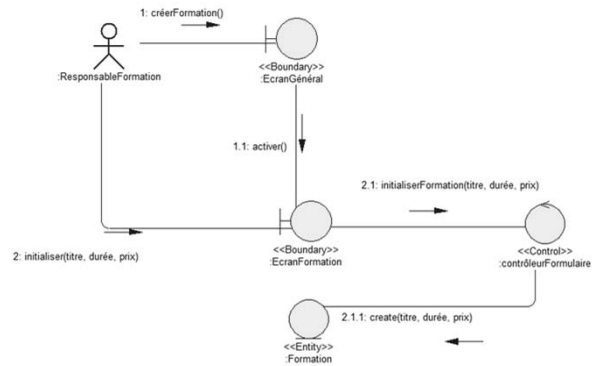 1: créerFormation()
:ResponsableFormation
<<Boundary>>
:EcranGénéral
1.1: activer()
2.1: initialiserFormation(titre, durée, prix)
2: initialiser(titre, durée, prix)
<<Boundary>>
:EcranFormation
<<Control>>
:contrôleurFormulaire
2.1.1: create(titre, durée, prix)
<<Entity>>
:Formation